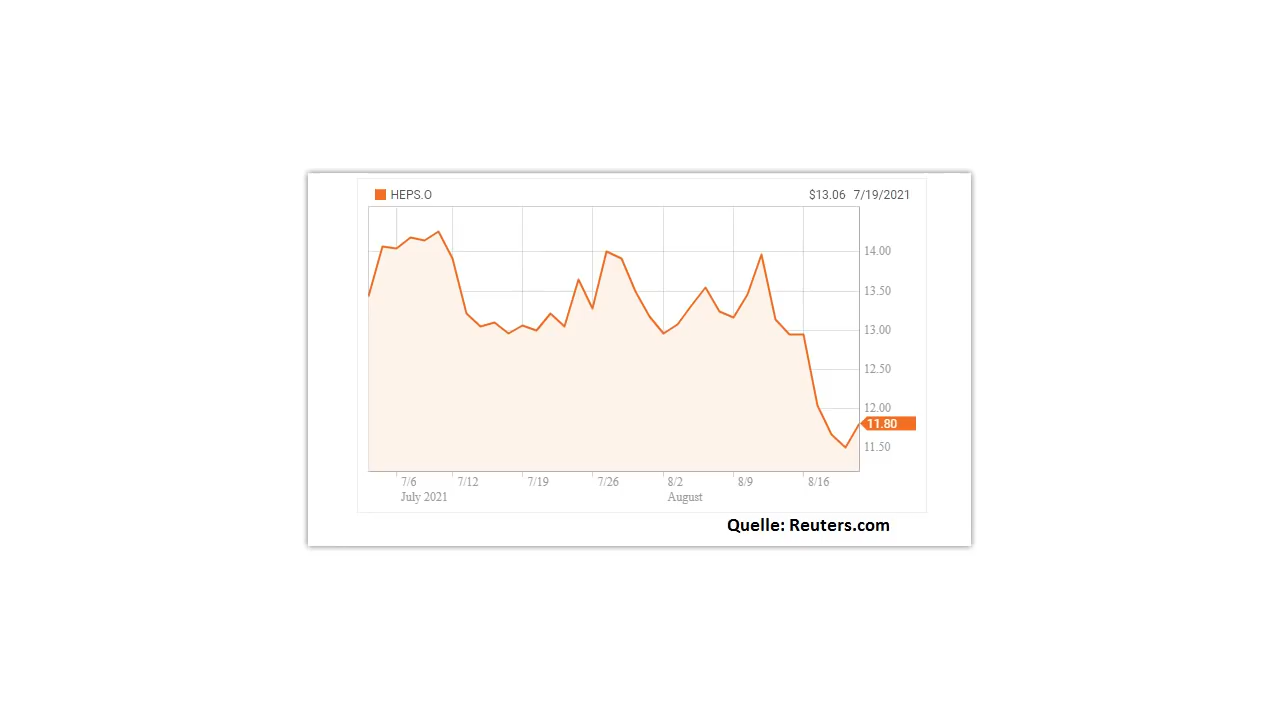 HEPS.O
$13.06 7/19/2021
14.00
13.50
13.00
12.50
12.00
11.80
11.50
7/6 7/12 7/19 7/26 8/2 8/9 8/16
July 2021 August
Quelle: Reuters.com